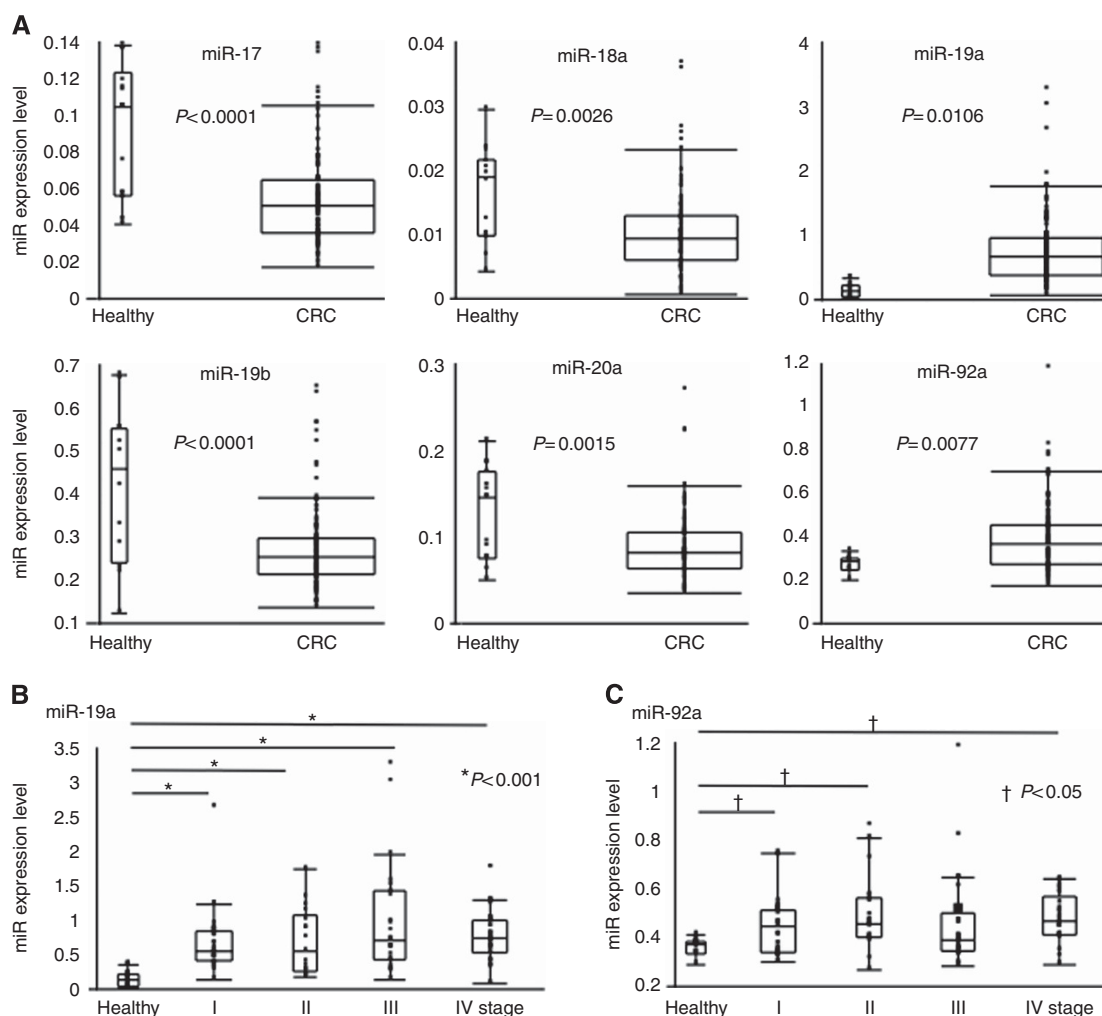 A
miR expression level
0.14
0.12
0.1
0.08
0.06
0.04
0.02
0
miR-17
P<0.0001
Healthy
CRC
0.04
0.03
0.02
0.01
0
miR-18a
P=0.0026
Healthy
CRC
4
3
2
1
0
miR-19a
P=0.0106
Healthy
CRC
miR expression level
0.7
0.6
0.5
0.4
0.3
0.2
0.1
miR-19b
P<0.0001
Healthy
CRC
0.3
0.2
0.1
0
miR-20a
P=0.0015
Healthy
CRC
1.2
1
0.8
0.6
0.4
0.2
0
miR-92a
P=0.0077
Healthy
CRC
B
miR-19a
miR expression level
3.5
3
2.5
2
1.5
1
0.5
0
*
*
*
*
*P<0.001
Healthy
I
II
III
IV stage
C
miR-92a
miR expression level
1.2
1
0.8
0.6
0.4
0.2
†
†
†
† P<0.05
Healthy
I
II
III
IV stage